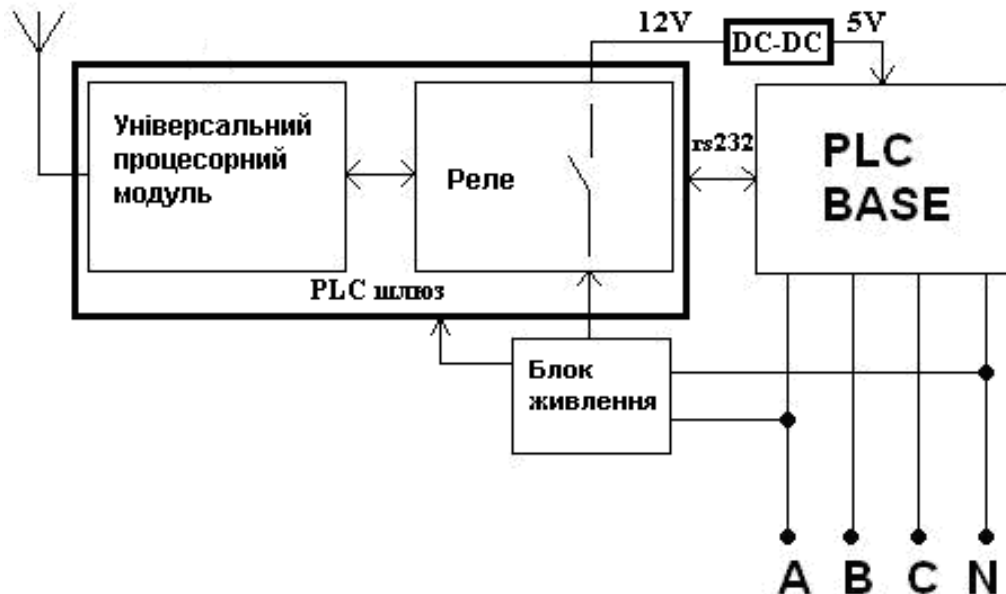 12V
5V
DC-DC
Універсальний
процесорний
модуль
Реле
rs232
PLC
BASE
PLC шлюз
Блок
живлення
A B C N